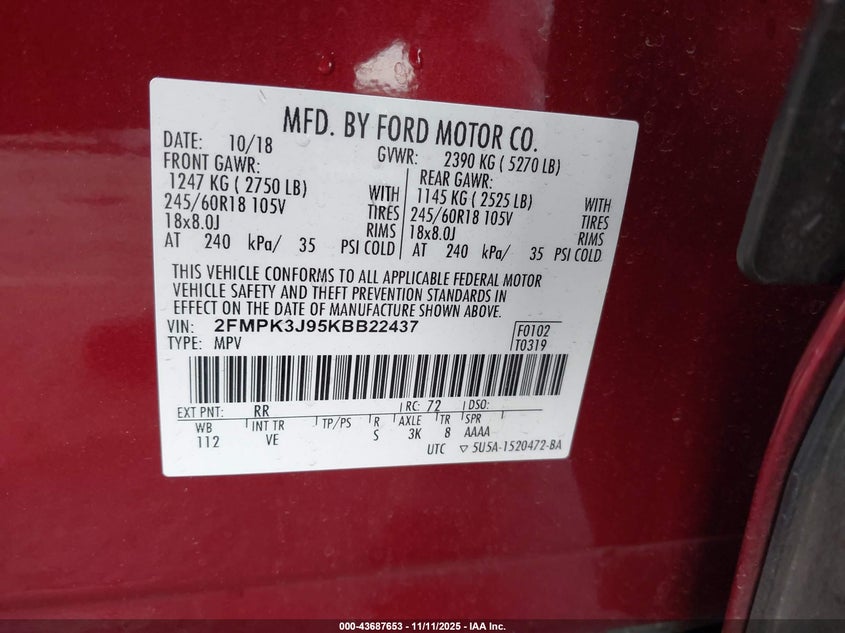 MFD. BY FORD MOTOR CO.
DATE: 10/18 GVWR: 2390 KG ( 5270 LB)
FRONT GAWR: REAR GAWR:
1247 KG ( 2750 LB) WITH 1145 KG ( 2525 LB) WITH
245/60R18 105V TIRES 245/60R18 105V TIRES
18x8.0J RIMS 18x8.0J RIMS
AT 240 kPa/ 35 PSI COLD AT 240 kPa/ 35 PSI COLD
THIS VEHICLE CONFORMS TO ALL APPLICABLE FEDERAL MOTOR
VEHICLE SAFETY AND THEFT PREVENTION STANDARDS IN
EFFECT ON THE DATE OF MANUFACTURE SHOWN ABOVE.
VIN: 2FMPK3J95KBB22437 F0102
TYPE: MPV T0319
EXT PNT: RR RC: 72 DSO:
WB INT TR TP/PS R AXLE TR SPR
112 VE S 3K 8 AAAA
UTC ▽ 5U5A-1520472-BA
000-43687653 - 11/11/2025 - IAA Inc.